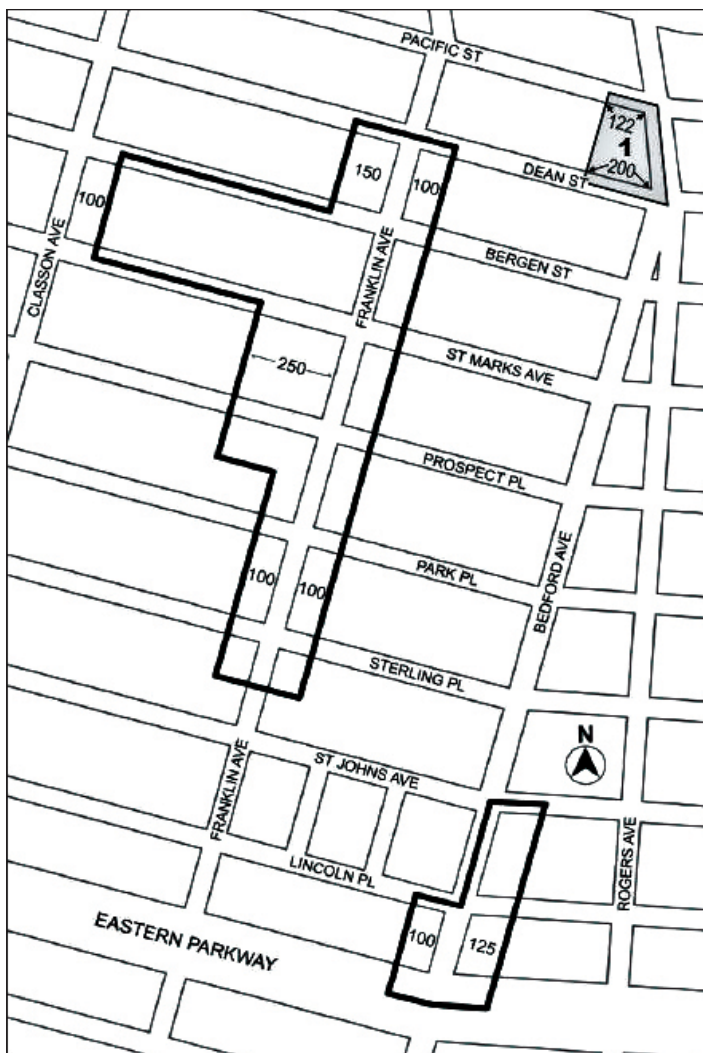 PACIFIC ST
122
1
200
DEAN ST
150
100
100
CLASSON AVE
FRANKLIN AVE
BERGEN ST
250
ST MARKS AVE
PROSPECT PL
PARK PL
100
100
BEDFORD AVE
STERLING PL
N
ST JOHNS AVE
FRANKLIN AVE
LINCOLN PL
ROGERS AVE
EASTERN PARKWAY
100
125